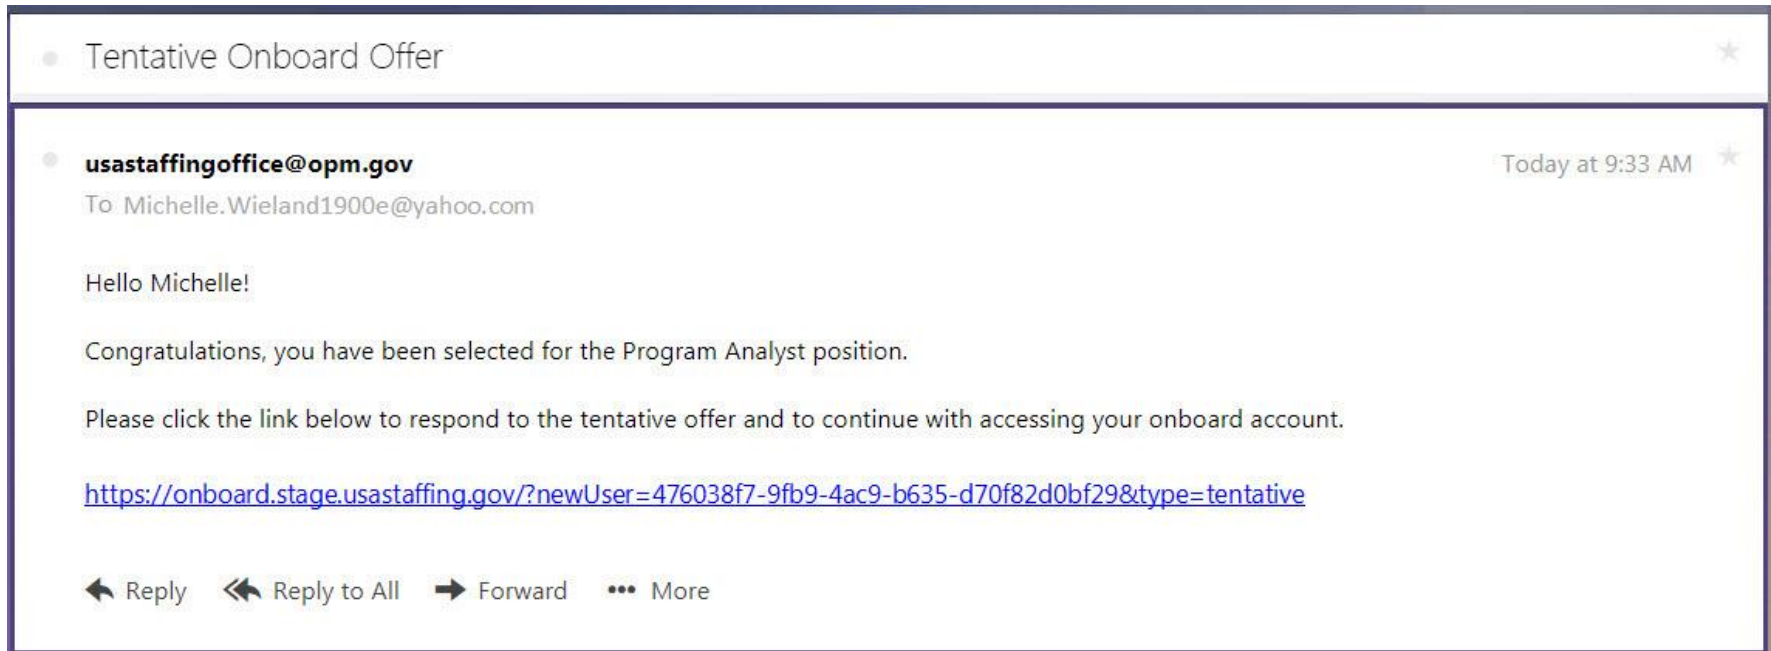 Tentative Onboard Offer
usastaffingoffice@opm.gov
Today at 9:33 AM
To Michelle.Wieland1900e@yahoo.com
Hello Michelle!
Congratulations, you have been selected for the Program Analyst position.
Please click the link below to respond to the tentative offer and to continue with accessing your onboard account.
https://onboard.stage.usastaffing.gov/?newUser=476038f7-9fb9-4ac9-b635-d70f82d0bf29&type=tentative
Reply Reply to All Forward More